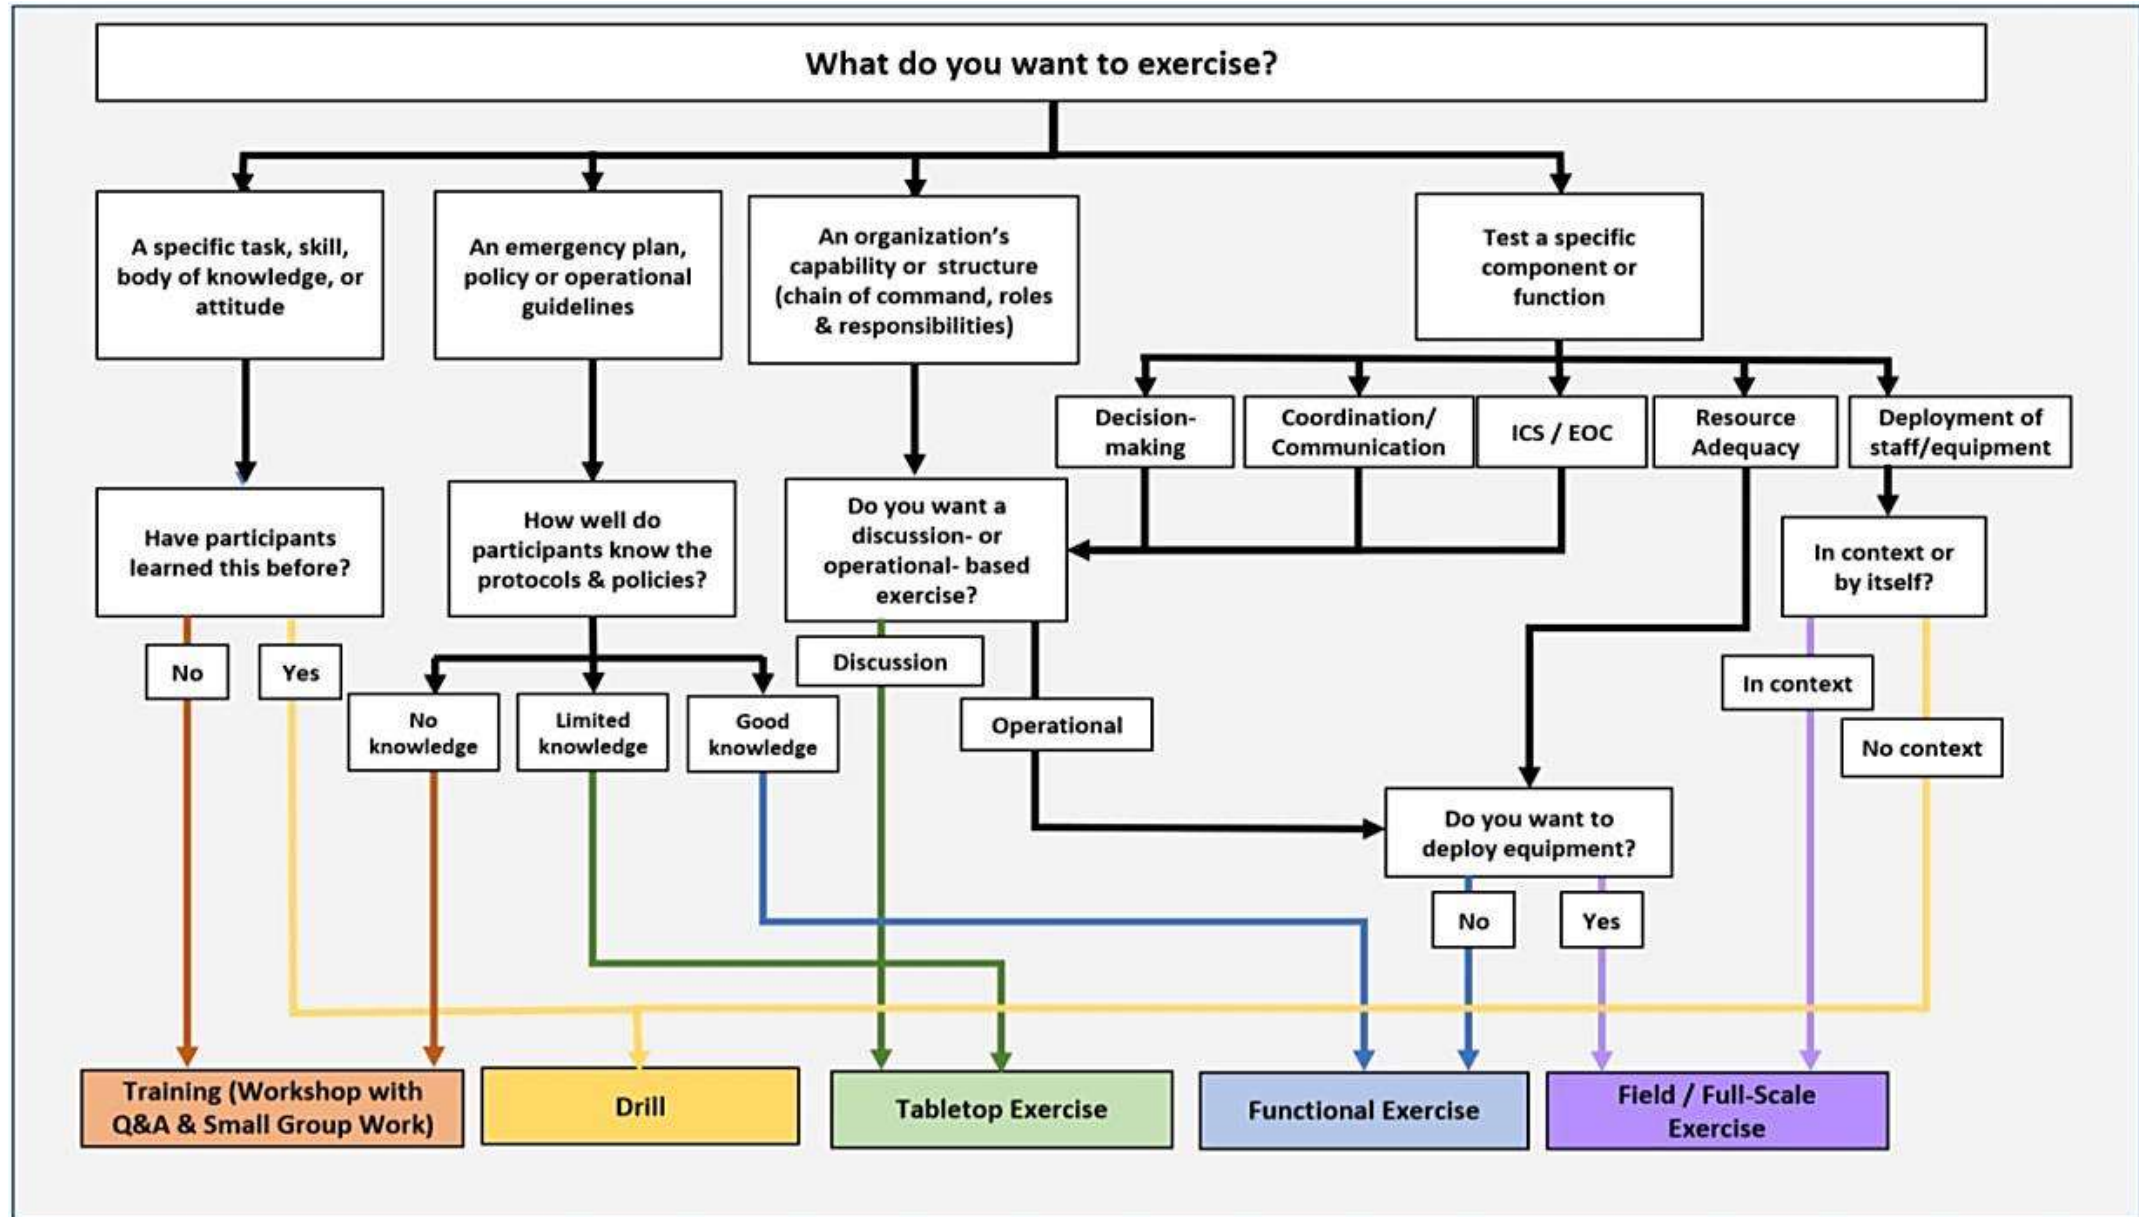 What do you want to exercise?
A specific task, skill,
body of knowledge, or
attitude
An emergency plan,
policy or operational
guidelines
An organization’s
capability or structure
(chain of command, roles
& responsibilities)
Test a specific
component or
function
Decision-
making
Coordination/
Communication
ICS / EOC
Resource
Adequacy
Deployment of
staff/equipment
Have participants
learned this before?
How well do
participants know the
protocols & policies?
Do you want a
discussion- or
operational- based
exercise?
In context or
by itself?
No
Yes
No
knowledge
Limited
knowledge
Good
knowledge
Discussion
Operational
In context
No context
Do you want to
deploy equipment?
No
Yes
Training (Workshop with
Q&A & Small Group Work)
Drill
Tabletop Exercise
Functional Exercise
Field / Full-Scale
Exercise